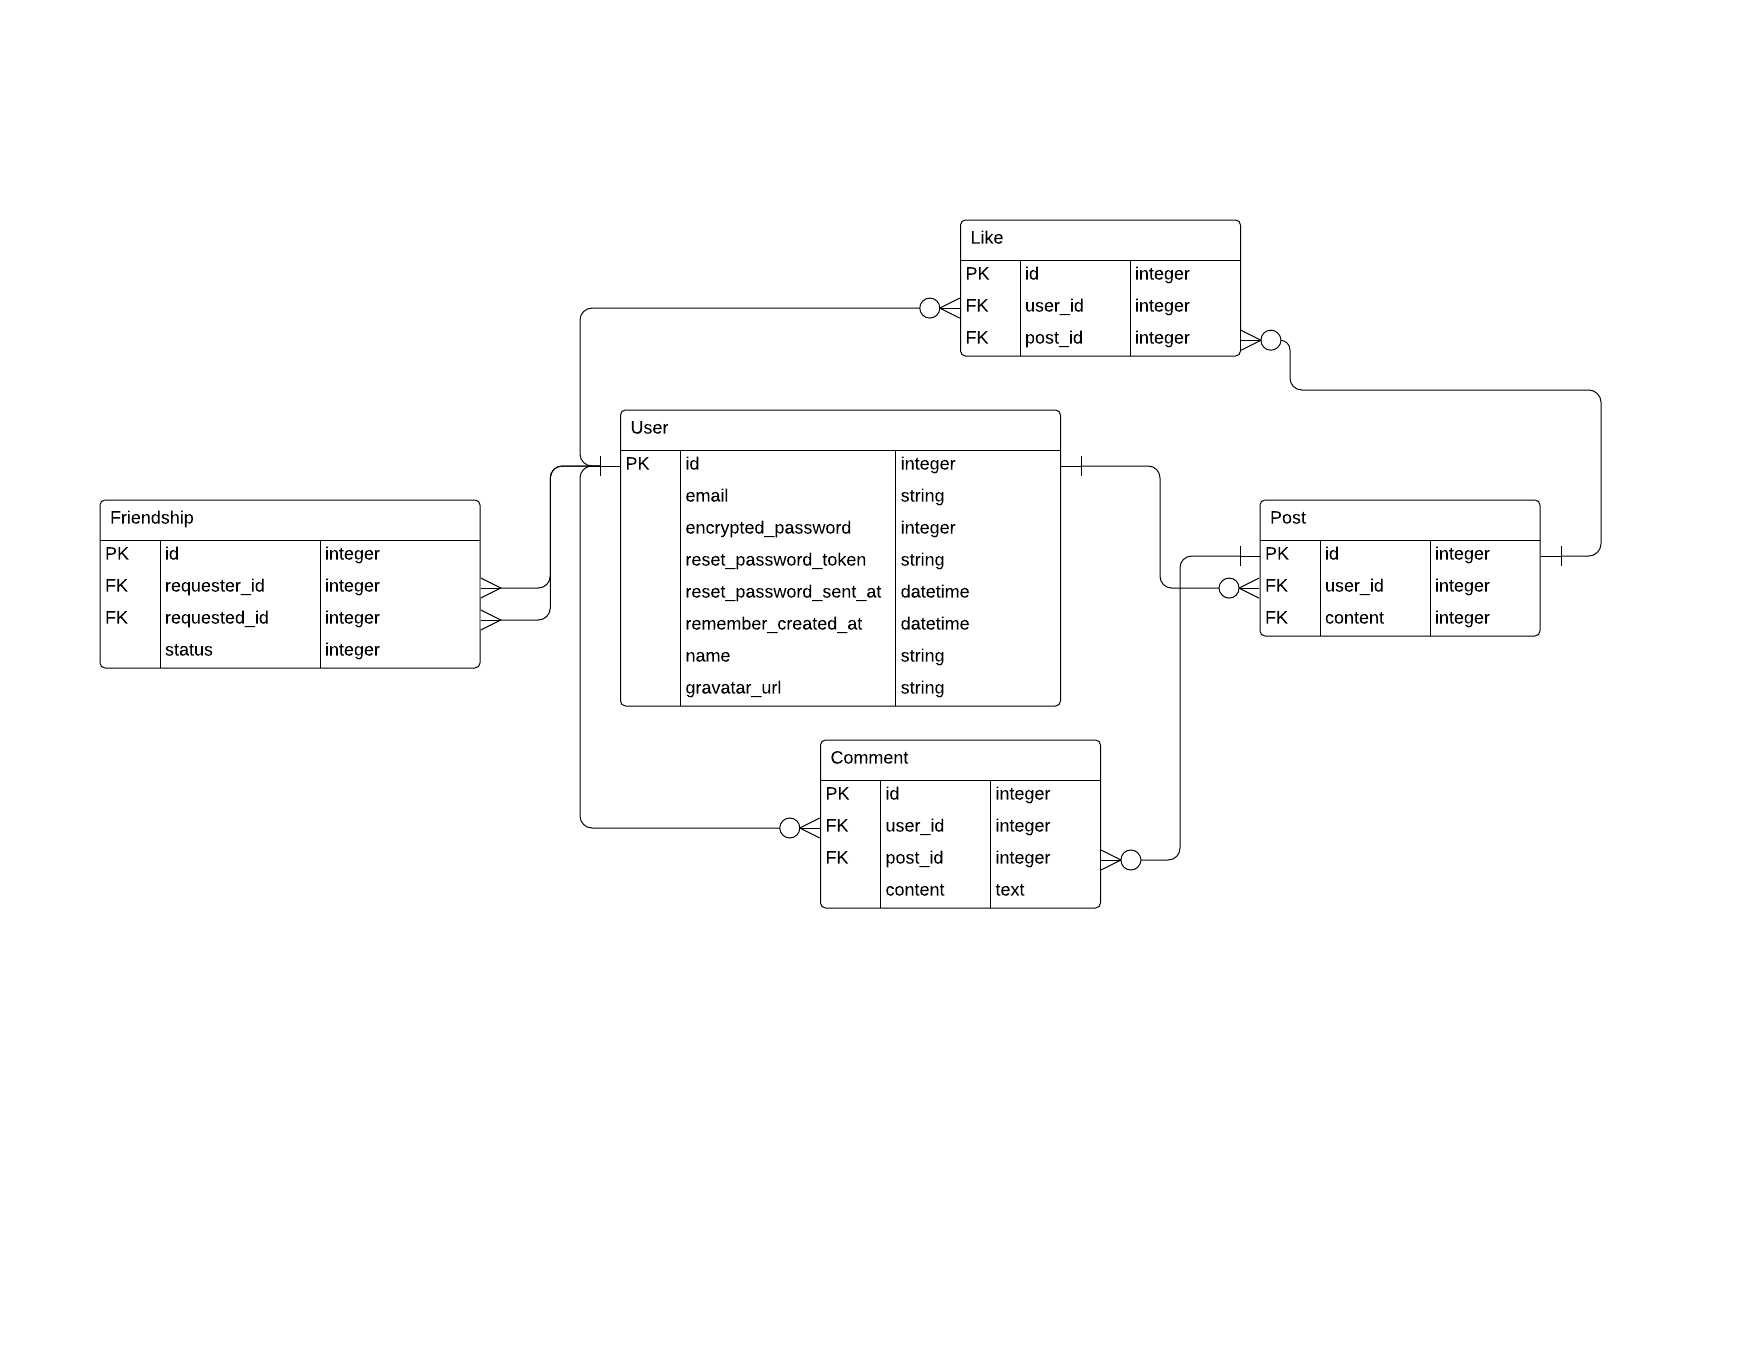 Like
PK id integer
FK user_id integer
FK post_id integer
User
PK id integer
email string
encrypted_password integer
reset_password_token string
reset_password_sent_at datetime
remember_created_at datetime
name string
gravatar_url string
Friendship
PK id integer
FK requester_id integer
FK requested_id integer
status integer
Post
PK id integer
FK user_id integer
FK content integer
Comment
PK id integer
FK user_id integer
FK post_id integer
content text